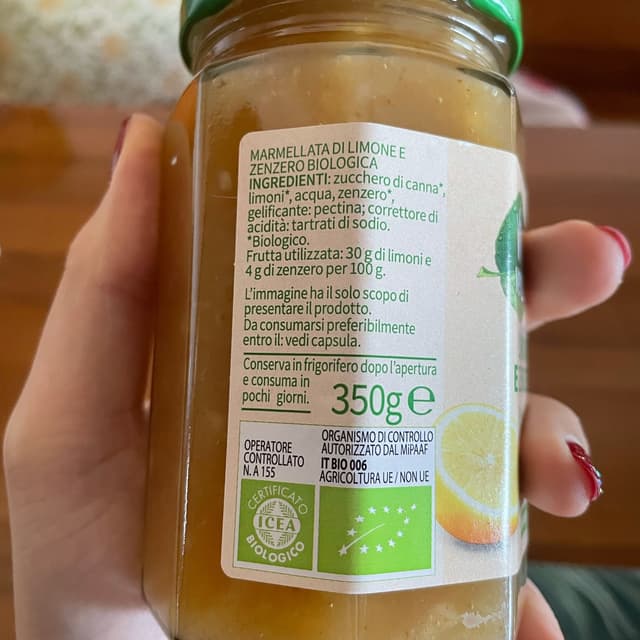 MARMELLATA DI LIMONE E
ZENZERO BIOLOGICA
INGREDIENTI: zucchero di canna*,
limoni*, acqua, zenzero*,
gelificante: pectina; correttore di
acidità: tartrati di sodio.
*Biologico.
Frutta utilizzata: 30 g di limoni e
4 g di zenzero per 100 g.
L'immagine ha il solo scopo di
presentare il prodotto.
Da consumarsi preferibilmente
entro il: vedi capsula.
Conserva in frigorifero dopo l'apertura
e consuma in
pochi giorni.
350g e
OPERATORE
CONTROLLATO
N. A 155
ORGANISMO DI CONTROLLO
AUTORIZZATO DAL MiPAAF
IT BIO 006
AGRICOLTURA UE / NON UE
CERTIFICATO
ICEA
BIOLOGICO